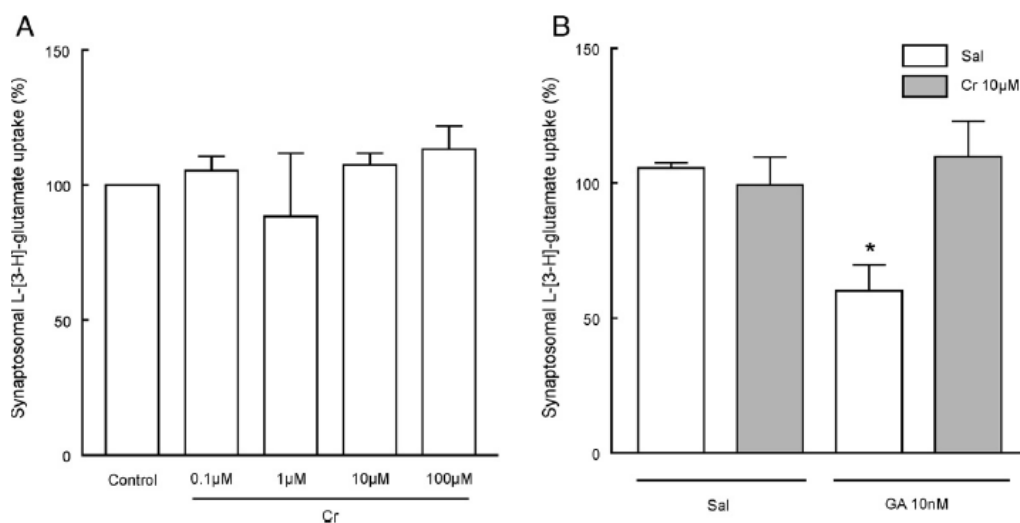 A
Synaptosomal L-[3-H]-glutamate uptake (%)
150
100
50
0
Control
0.1µM
1µM
10µM
100µM
Cr
B
Synaptosomal L-[3-H]-glutamate uptake (%)
150
100
50
0
Sal
Cr 10µM
*
Sal
GA 10nM